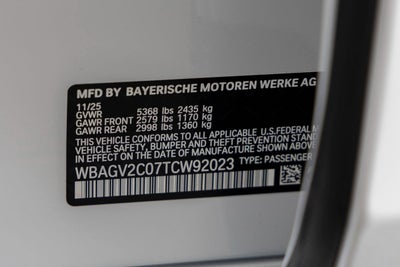 MFD BY BAYERISCHE MOTOREN WERKE AG
11/25
GVWR 5368 lbs 2435 kg
GAWR FRONT 2579 lbs 1170 kg
GAWR REAR 2998 lbs 1360 kg
THIS VEHICLE CONFORMS TO ALL APPLICABLE U.S.FEDERAL
VEHICLE SAFETY, BUMPER AND THEFT PREVENTION
IN EFFECT ON THE DATE OF MANUFACTURE SHOWN
WBAGV2C07TCW92023 TYPE: PASSENGER